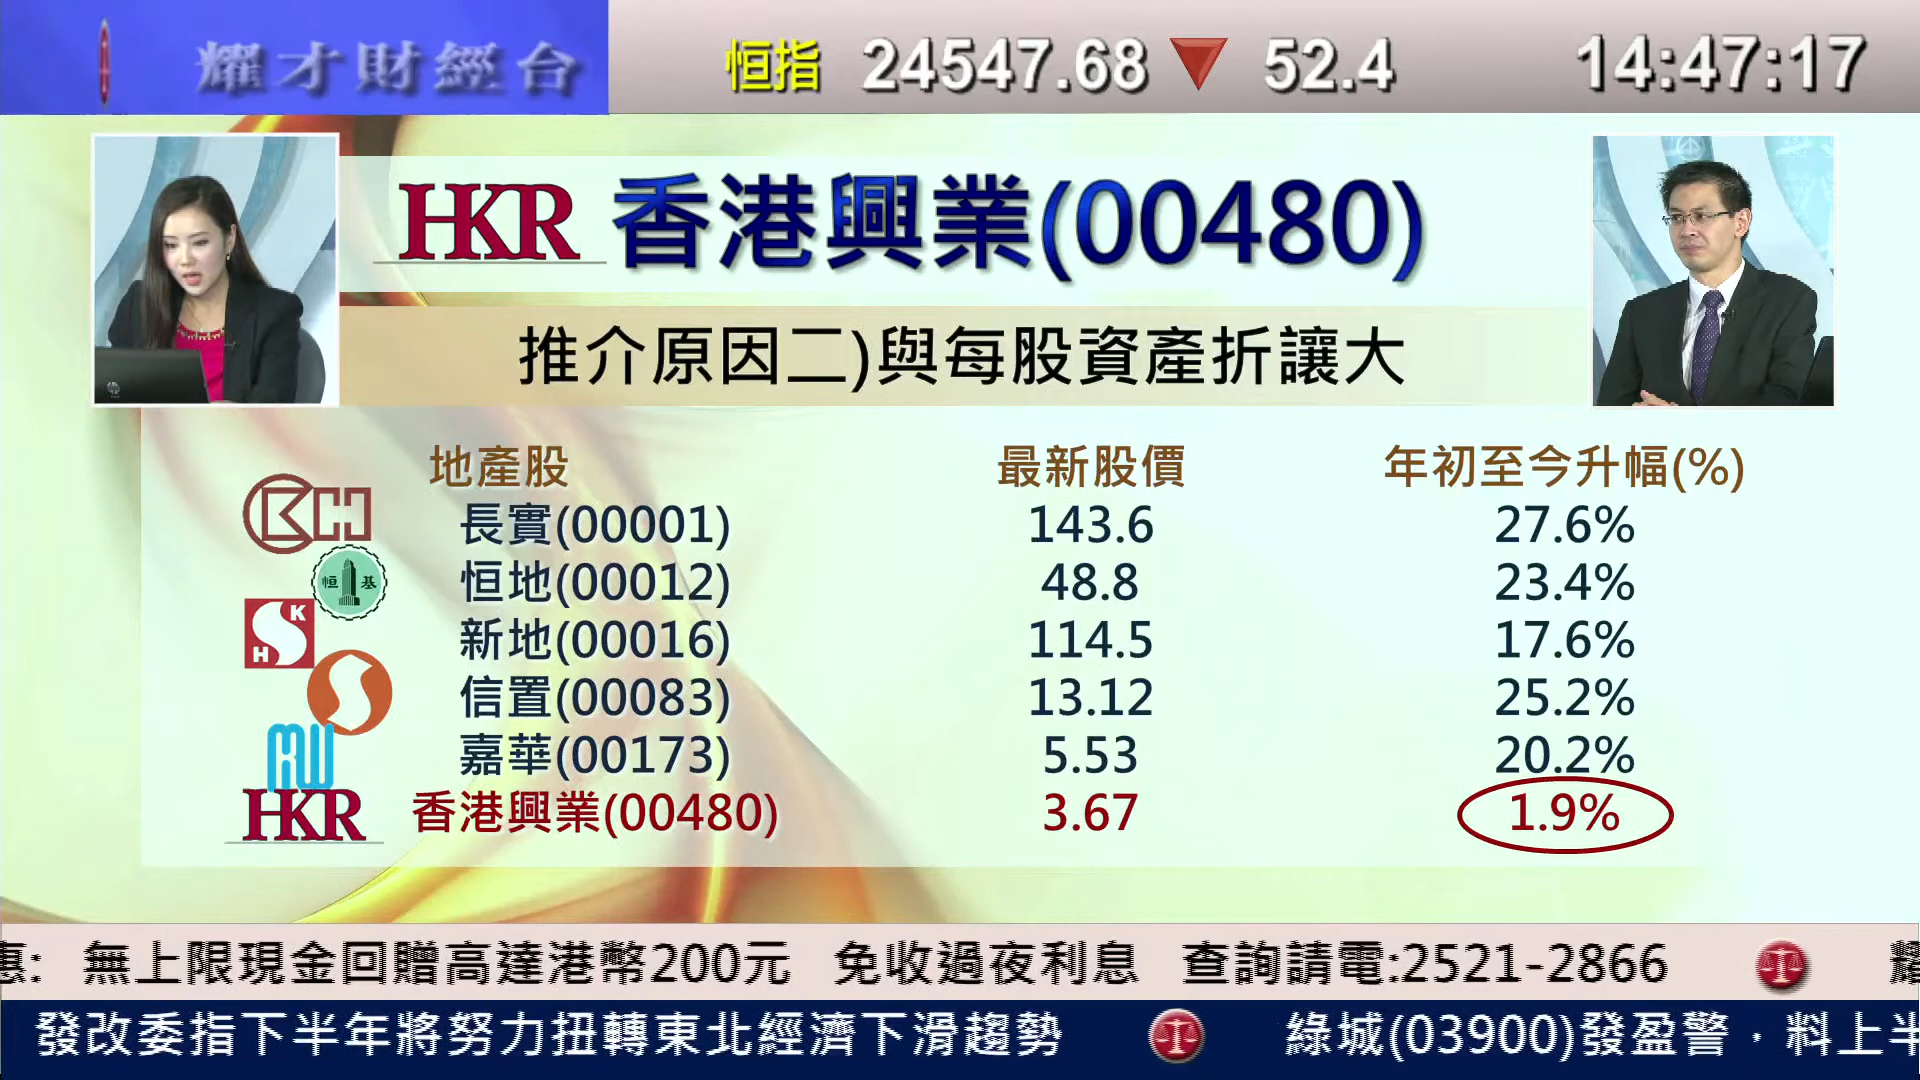 耀才財經台
恒指 24547.68 52.4 14:47:17
HKR 香港興業(00480)
推介原因二)與每股資產折讓大
地產股 最新股價 年初至今升幅(%)
長實(00001) 143.6 27.6%
恒基
恒地(00012) 48.8 23.4%
SHK
新地(00016) 114.5 17.6%
信置(00083) 13.12 25.2%
嘉華(00173) 5.53 20.2%
HKR 香港興業(00480) 3.67 1.9%
惠: 無上限現金回贈高達港幣200元 免收過夜利息 查詢請電:2521-2866 耀
發改委指下半年將努力扭轉東北經濟下滑趨勢 綠城(03900)發盈警，料上半